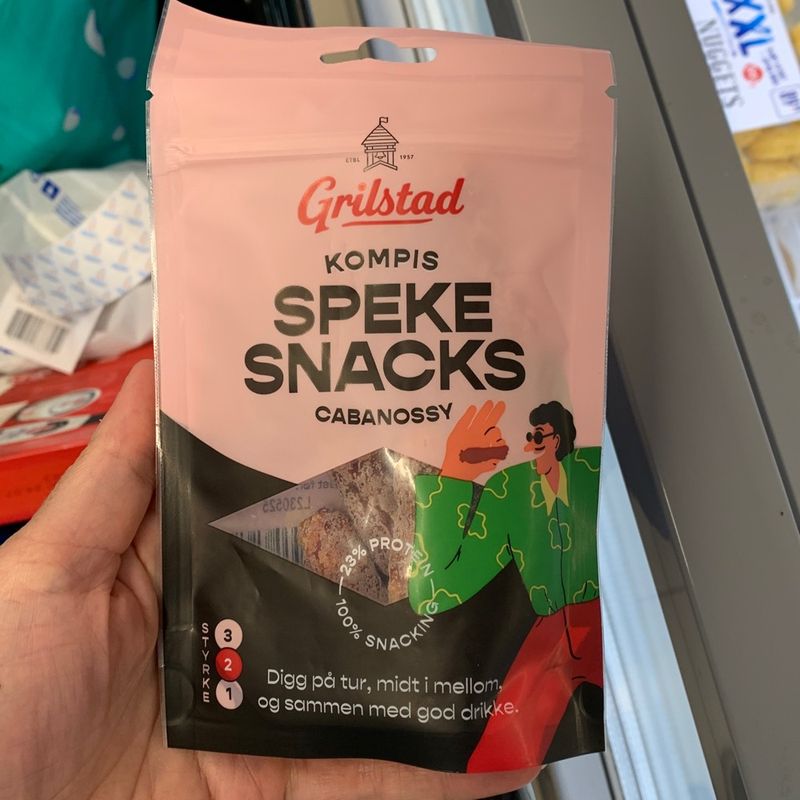 ETBL 1957
Grilstad
KOMPIS
SPEKE
SNACKS
CABANOSSY
L230525
23% PROTEIN
100% SNACKING
STYRKE
3
2
1
Digg på tur, midt i mellom,
og sammen med god drikke.
XXL
NUGGETS